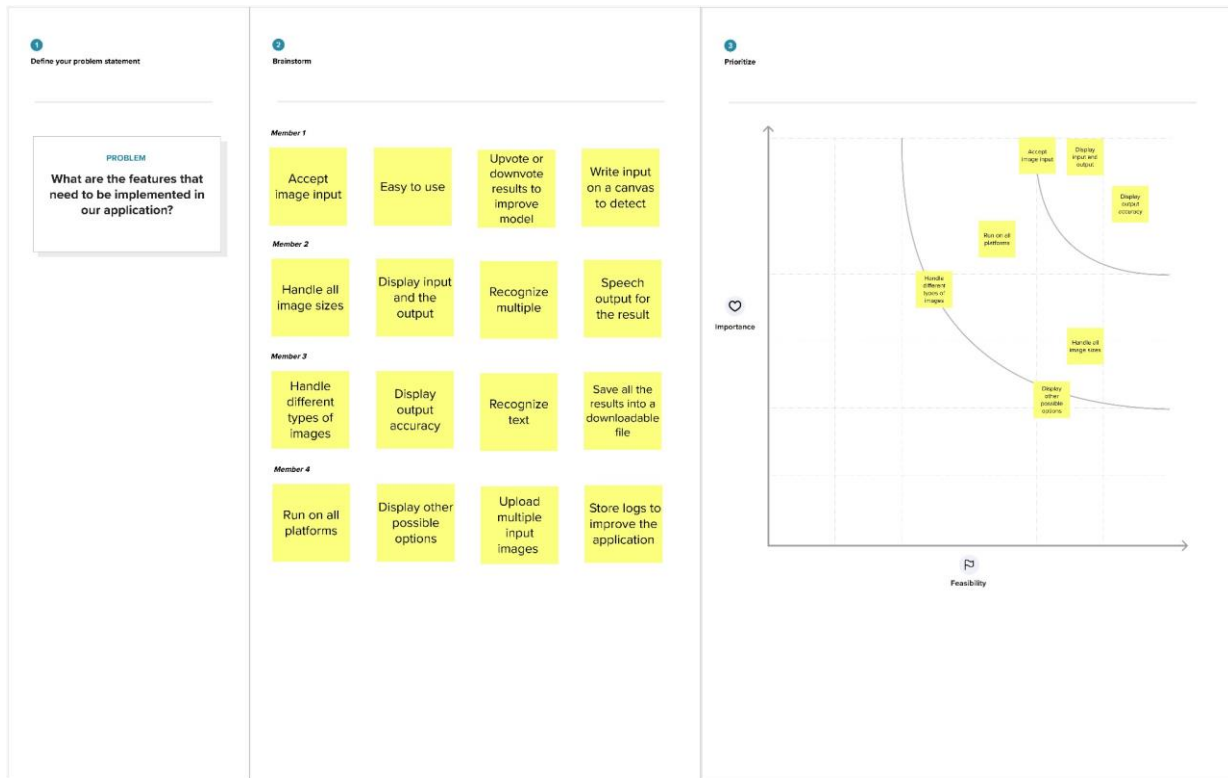 1
Define your problem statement
PROBLEM
What are the features that
need to be implemented in
our application?
2
Brainstorm
Member 1
Accept
image input
Easy to use
Upvote or
downvote
results to
improve
model
Write input
on a canvas
to detect
Member 2
Handle all
image sizes
Display input
and the
output
Recognize
multiple
Speech
output for
the result
Member 3
Handle
different
types of
images
Display
output
accuracy
Recognize
text
Save all the
results into a
downloadable
file
Member 4
Run on all
platforms
Display other
possible
options
Upload
multiple
input
images
Store logs to
improve the
application
3
Prioritize
Accept
image input
Display
input and
output
Display
output
accuracy
Run on all
platforms
Handle
different
types of
images
Importance
Handle all
image sizes
Display
other
possible
options
Feasibility